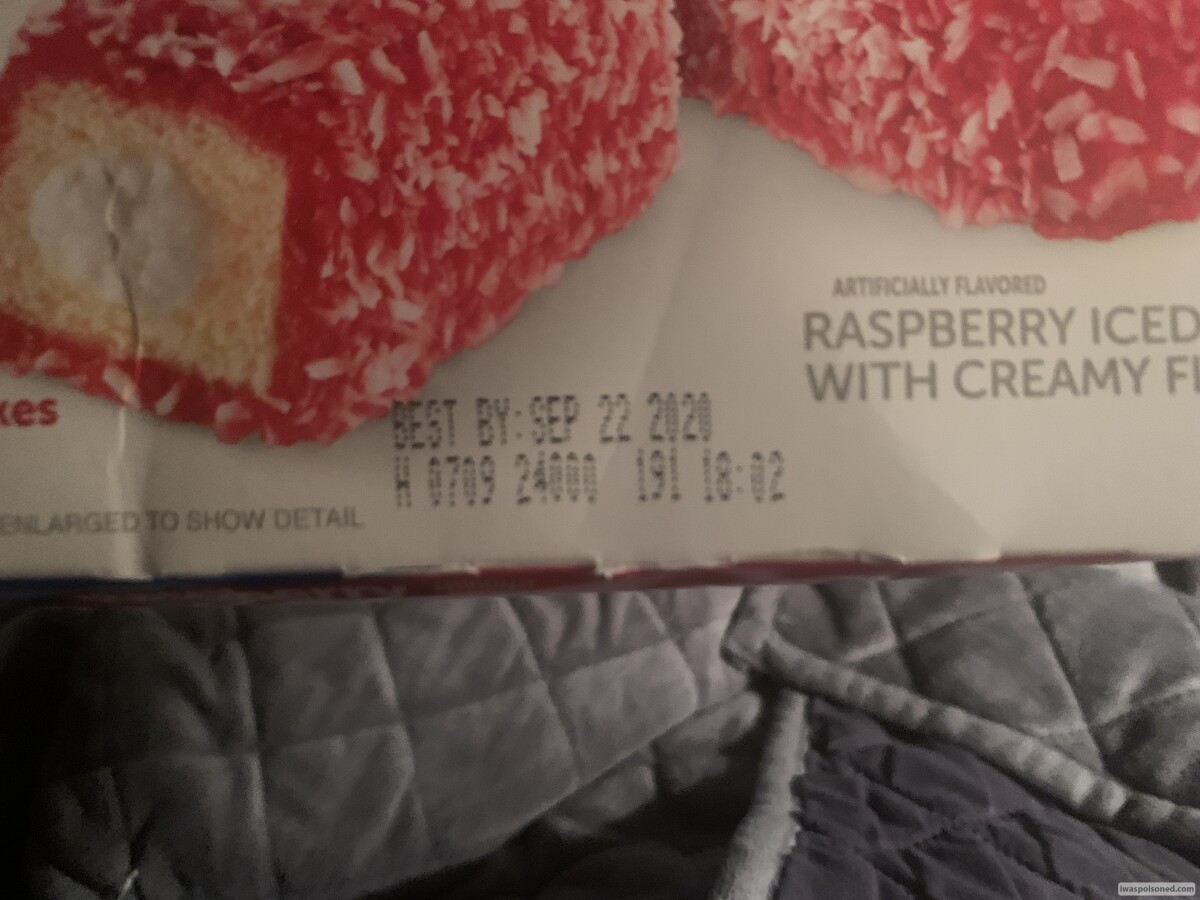 ARTIFICIALLY FLAVORED
RASPBERRY ICED
WITH CREAMY FI
kes
BEST BY:SEP 22 2020
H 0709 24000 191 18:02
ENLARGED TO SHOW DETAIL
iwaspoisoned.com